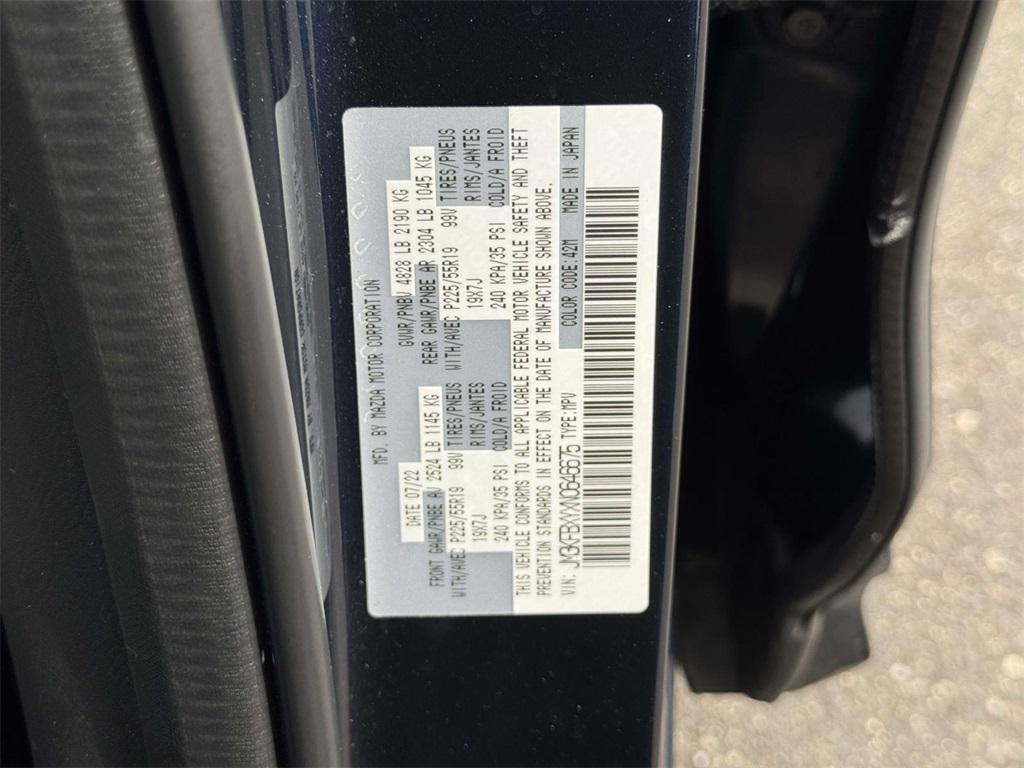 MFD. BY MAZDA MOTOR CORPORATION
DATE 07/22 GVWR/PNBV 4828 LB 2190 KG
FRONT GAWR/PNBE AV 2524 LB 1145 KG REAR GAWR/PNBE AR 2304 LB 1045 KG
WITH/AVEC P225/55R19 99V TIRES/PNEUS WITH/AVEC P225/55R19 99V TIRES/PNEUS
19X7J RIMS/JANTES 19X7J RIMS/JANTES
240 KPA/35 PSI COLD/A FROID 240 KPA/35 PSI COLD/A FROID
THIS VEHICLE CONFORMS TO ALL APPLICABLE FEDERAL MOTOR VEHICLE SAFETY AND THEFT
PREVENTION STANDARDS IN EFFECT ON THE DATE OF MANUFACTURE SHOWN ABOVE.
VIN: TYPE:MPV COLOR CODE:42M MADE IN JAPAN